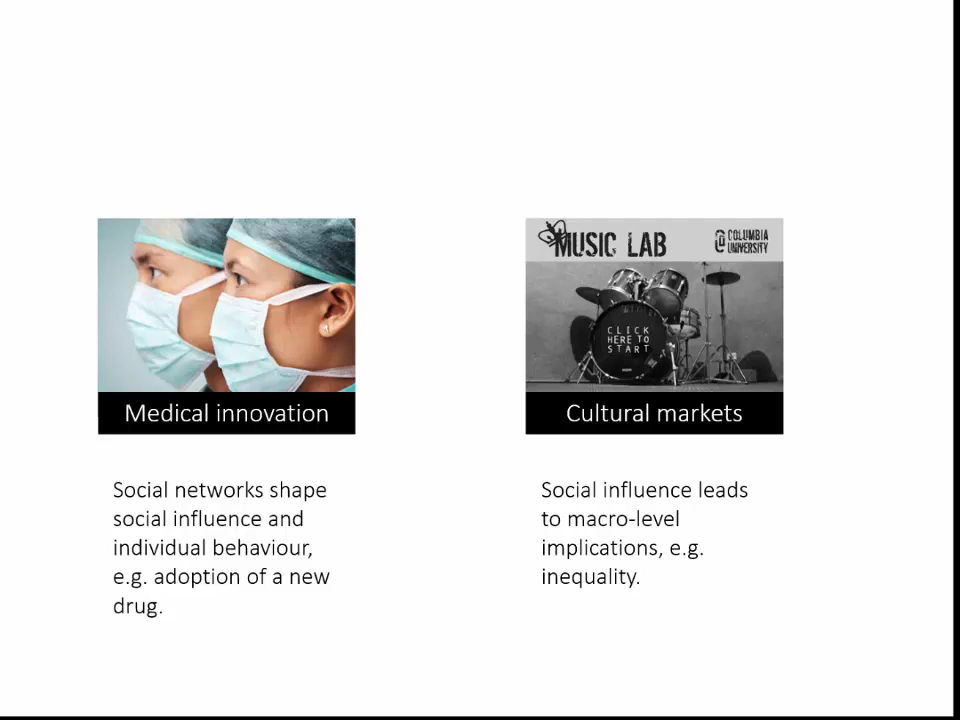 MUSIC LAB
@ COLUMBIA
UNIVERSITY
CLICK
HERE TO
START
Medical innovation
Cultural markets
Social networks shape
social influence and
individual behaviour,
e.g. adoption of a new
drug.
Social influence leads
to macro-level
implications, e.g.
inequality.